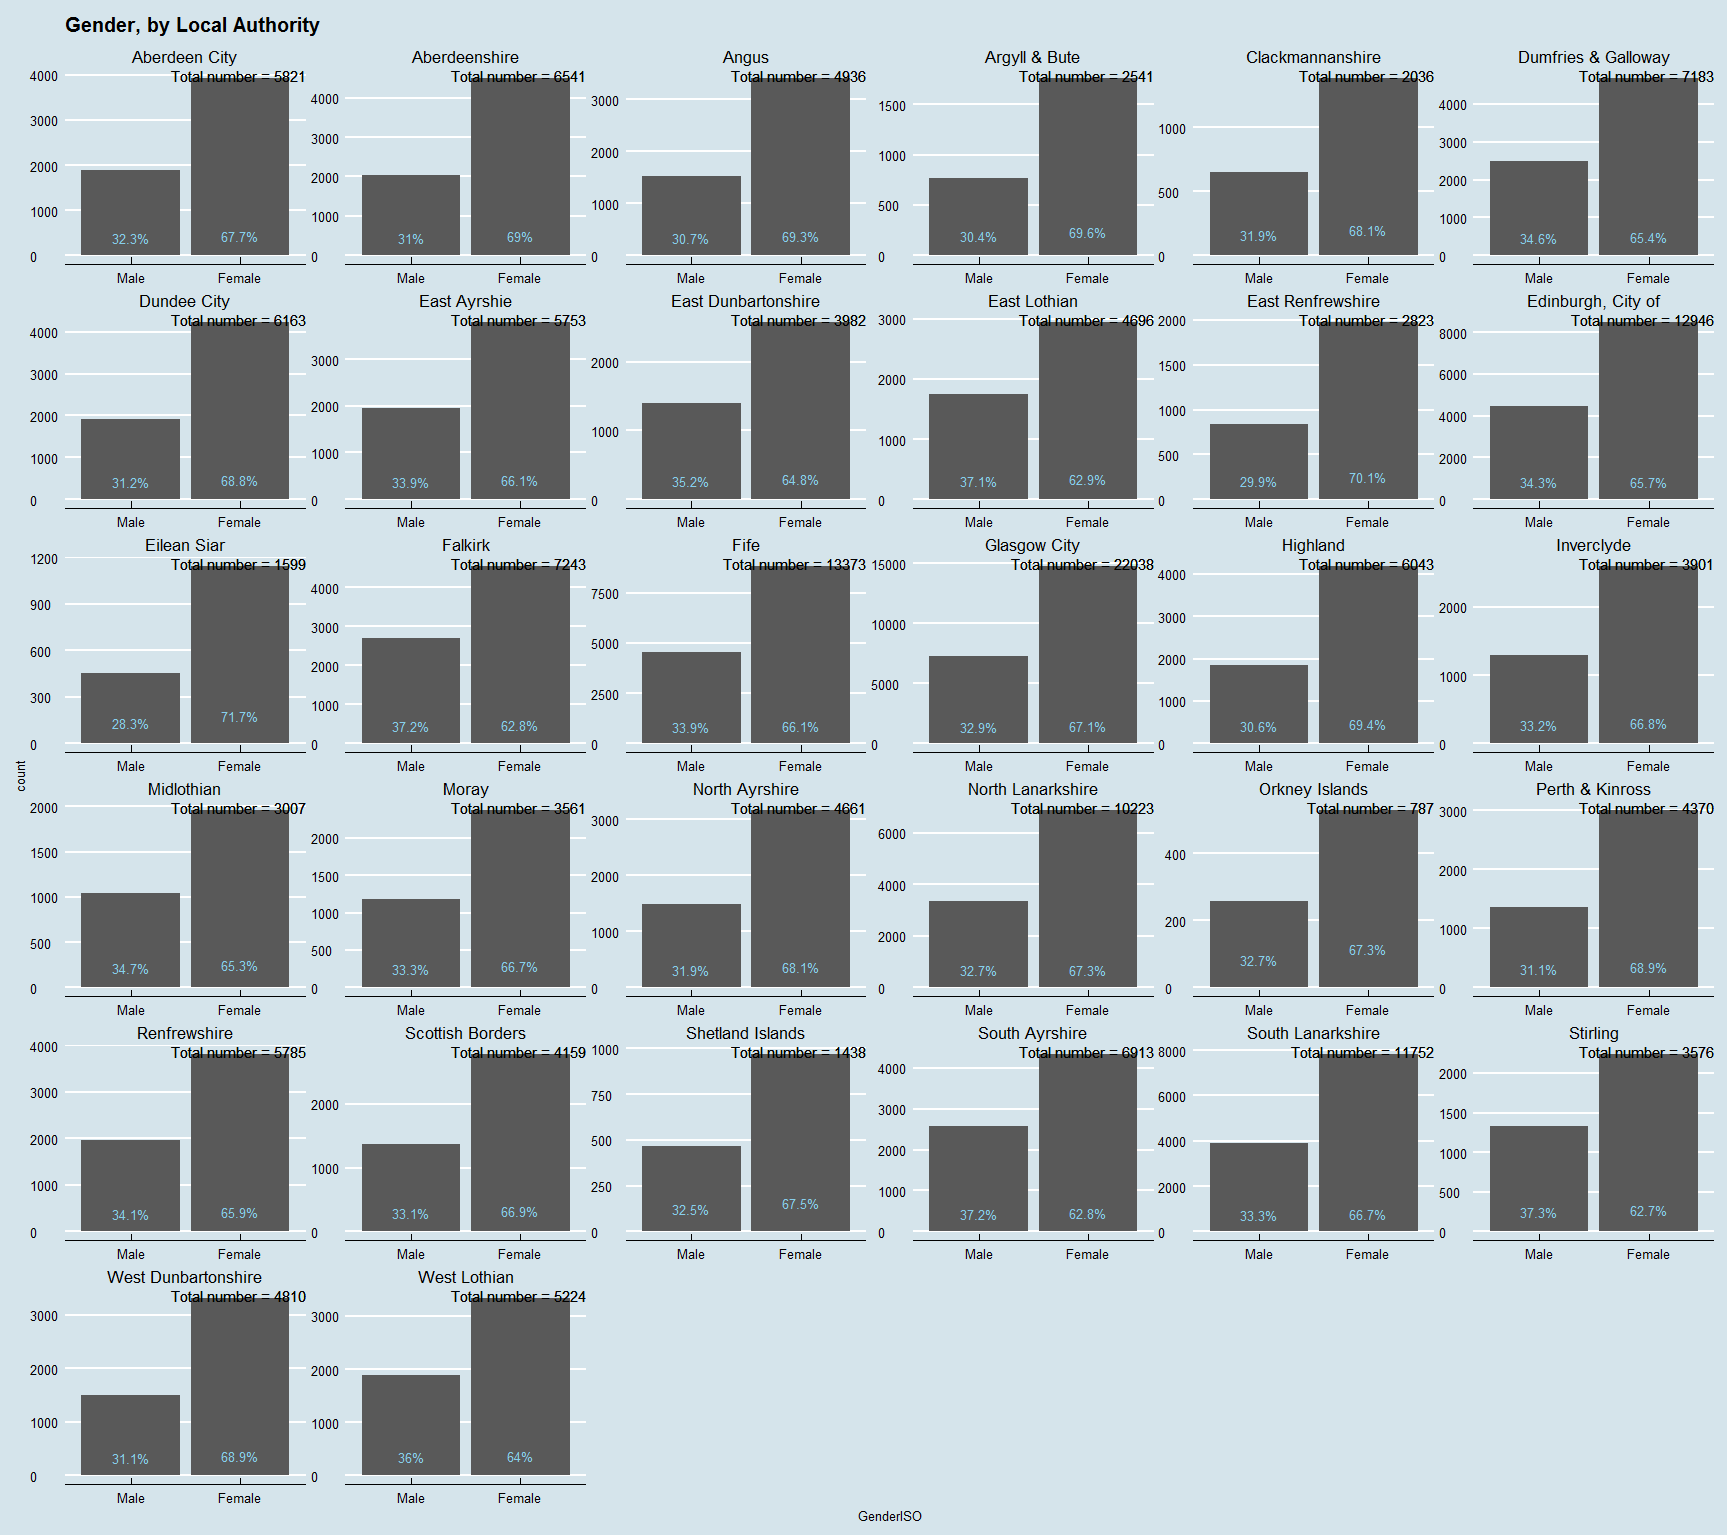 Gender, by Local Authority
Aberdeen City
Total number = 5821
4000
3000
2000
1000
0
32.3%
67.7%
Male
Female
Aberdeenshire
Total number = 6541
4000
3000
2000
1000
0
31%
69%
Male
Female
Angus
Total number = 4936
3000
2000
1000
0
30.7%
69.3%
Male
Female
Argyll & Bute
Total number = 2541
1500
1000
500
0
30.4%
69.6%
Male
Female
Clackmannanshire
Total number = 2036
1000
500
0
31.9%
68.1%
Male
Female
Dumfries & Galloway
Total number = 7183
4000
3000
2000
1000
0
34.6%
65.4%
Male
Female
Dundee City
Total number = 6163
4000
3000
2000
1000
0
31.2%
68.8%
Male
Female
East Ayrshie
Total number = 5753
3000
2000
1000
0
33.9%
66.1%
Male
Female
East Dunbartonshire
Total number = 3982
2000
1000
0
35.2%
64.8%
Male
Female
East Lothian
Total number = 4696
3000
2000
1000
0
37.1%
62.9%
Male
Female
East Renfrewshire
Total number = 2823
2000
1500
1000
500
0
29.9%
70.1%
Male
Female
Edinburgh, City of
Total number = 12946
8000
6000
4000
2000
0
34.3%
65.7%
Male
Female
Eilean Siar
Total number = 1599
1200
900
600
300
0
28.3%
71.7%
Male
Female
Falkirk
Total number = 7243
4000
3000
2000
1000
0
37.2%
62.8%
Male
Female
Fife
Total number = 13373
7500
5000
2500
0
33.9%
66.1%
Male
Female
Glasgow City
Total number = 22038
15000
10000
5000
0
32.9%
67.1%
Male
Female
Highland
Total number = 6043
4000
3000
2000
1000
0
30.6%
69.4%
Male
Female
Inverclyde
Total number = 3901
2000
1000
0
33.2%
66.8%
Male
Female
count
Midlothian
Total number = 3007
2000
1500
1000
500
0
34.7%
65.3%
Male
Female
Moray
Total number = 3561
2000
1500
1000
500
0
33.3%
66.7%
Male
Female
North Ayrshire
Total number = 4661
3000
2000
1000
0
31.9%
68.1%
Male
Female
North Lanarkshire
Total number = 10223
6000
4000
2000
0
32.7%
67.3%
Male
Female
Orkney Islands
Total number = 787
400
200
0
32.7%
67.3%
Male
Female
Perth & Kinross
Total number = 4370
3000
2000
1000
0
31.1%
68.9%
Male
Female
Renfrewshire
Total number = 5785
4000
3000
2000
1000
0
34.1%
65.9%
Male
Female
Scottish Borders
Total number = 4159
2000
1000
0
33.1%
66.9%
Male
Female
Shetland Islands
Total number = 1438
1000
750
500
250
0
32.5%
67.5%
Male
Female
South Ayrshire
Total number = 6913
4000
3000
2000
1000
0
37.2%
62.8%
Male
Female
South Lanarkshire
Total number = 11752
8000
6000
4000
2000
0
33.3%
66.7%
Male
Female
Stirling
Total number = 3576
2000
1500
1000
500
0
37.3%
62.7%
Male
Female
West Dunbartonshire
Total number = 4810
3000
2000
1000
0
31.1%
68.9%
Male
Female
West Lothian
Total number = 5224
3000
2000
1000
0
36%
64%
Male
Female
GenderISO